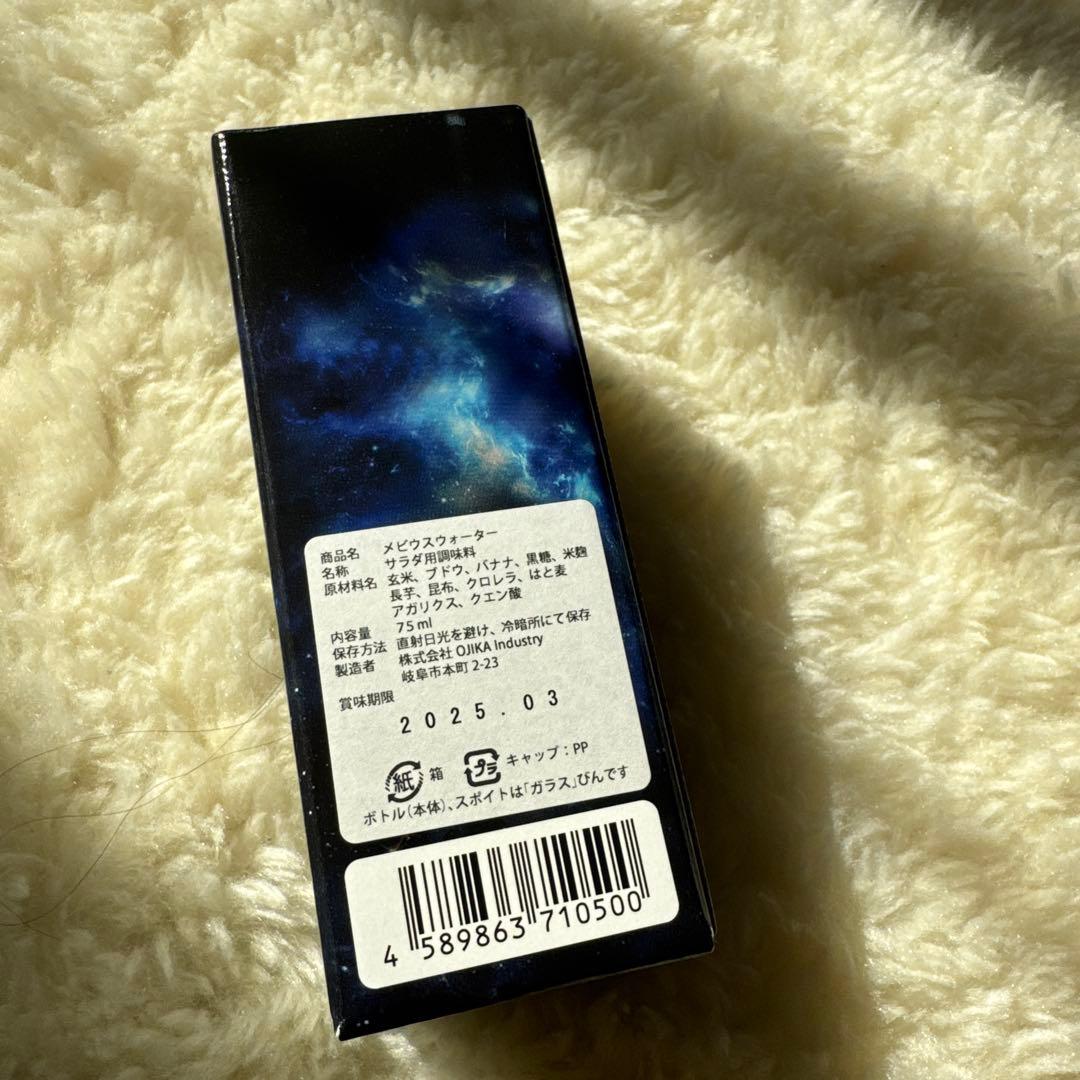 商品名 メビウスウォーター
名称 サラダ用調味料
原材料名 玄米、ブドウ、バナナ、黒糖、米麹
長芋、昆布、クロレラ、はと麦
アガリクス、クエン酸
内容量 75ml
保存方法 直射日光を避け、冷暗所にて保存
製造者 株式会社 OJIKA Industry
岐阜市本町 2-23
賞味期限
2025.03
紙 箱 プラ キャップ：PP
ボトル（本体）、スポイトは「ガラス」びんです
4 589863 710500